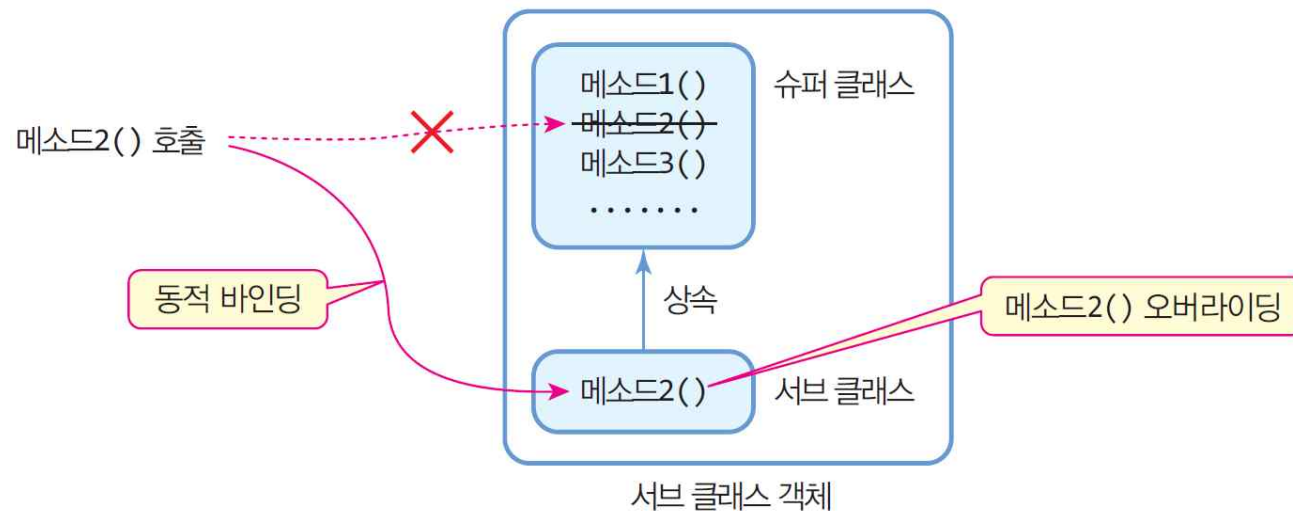 메소드1()
슈퍼 클래스
메소드2()
메소드2() 호출
메소드3()
.......
동적 바인딩
상속
메소드2() 오버라이딩
메소드2()
서브 클래스
서브 클래스 객체